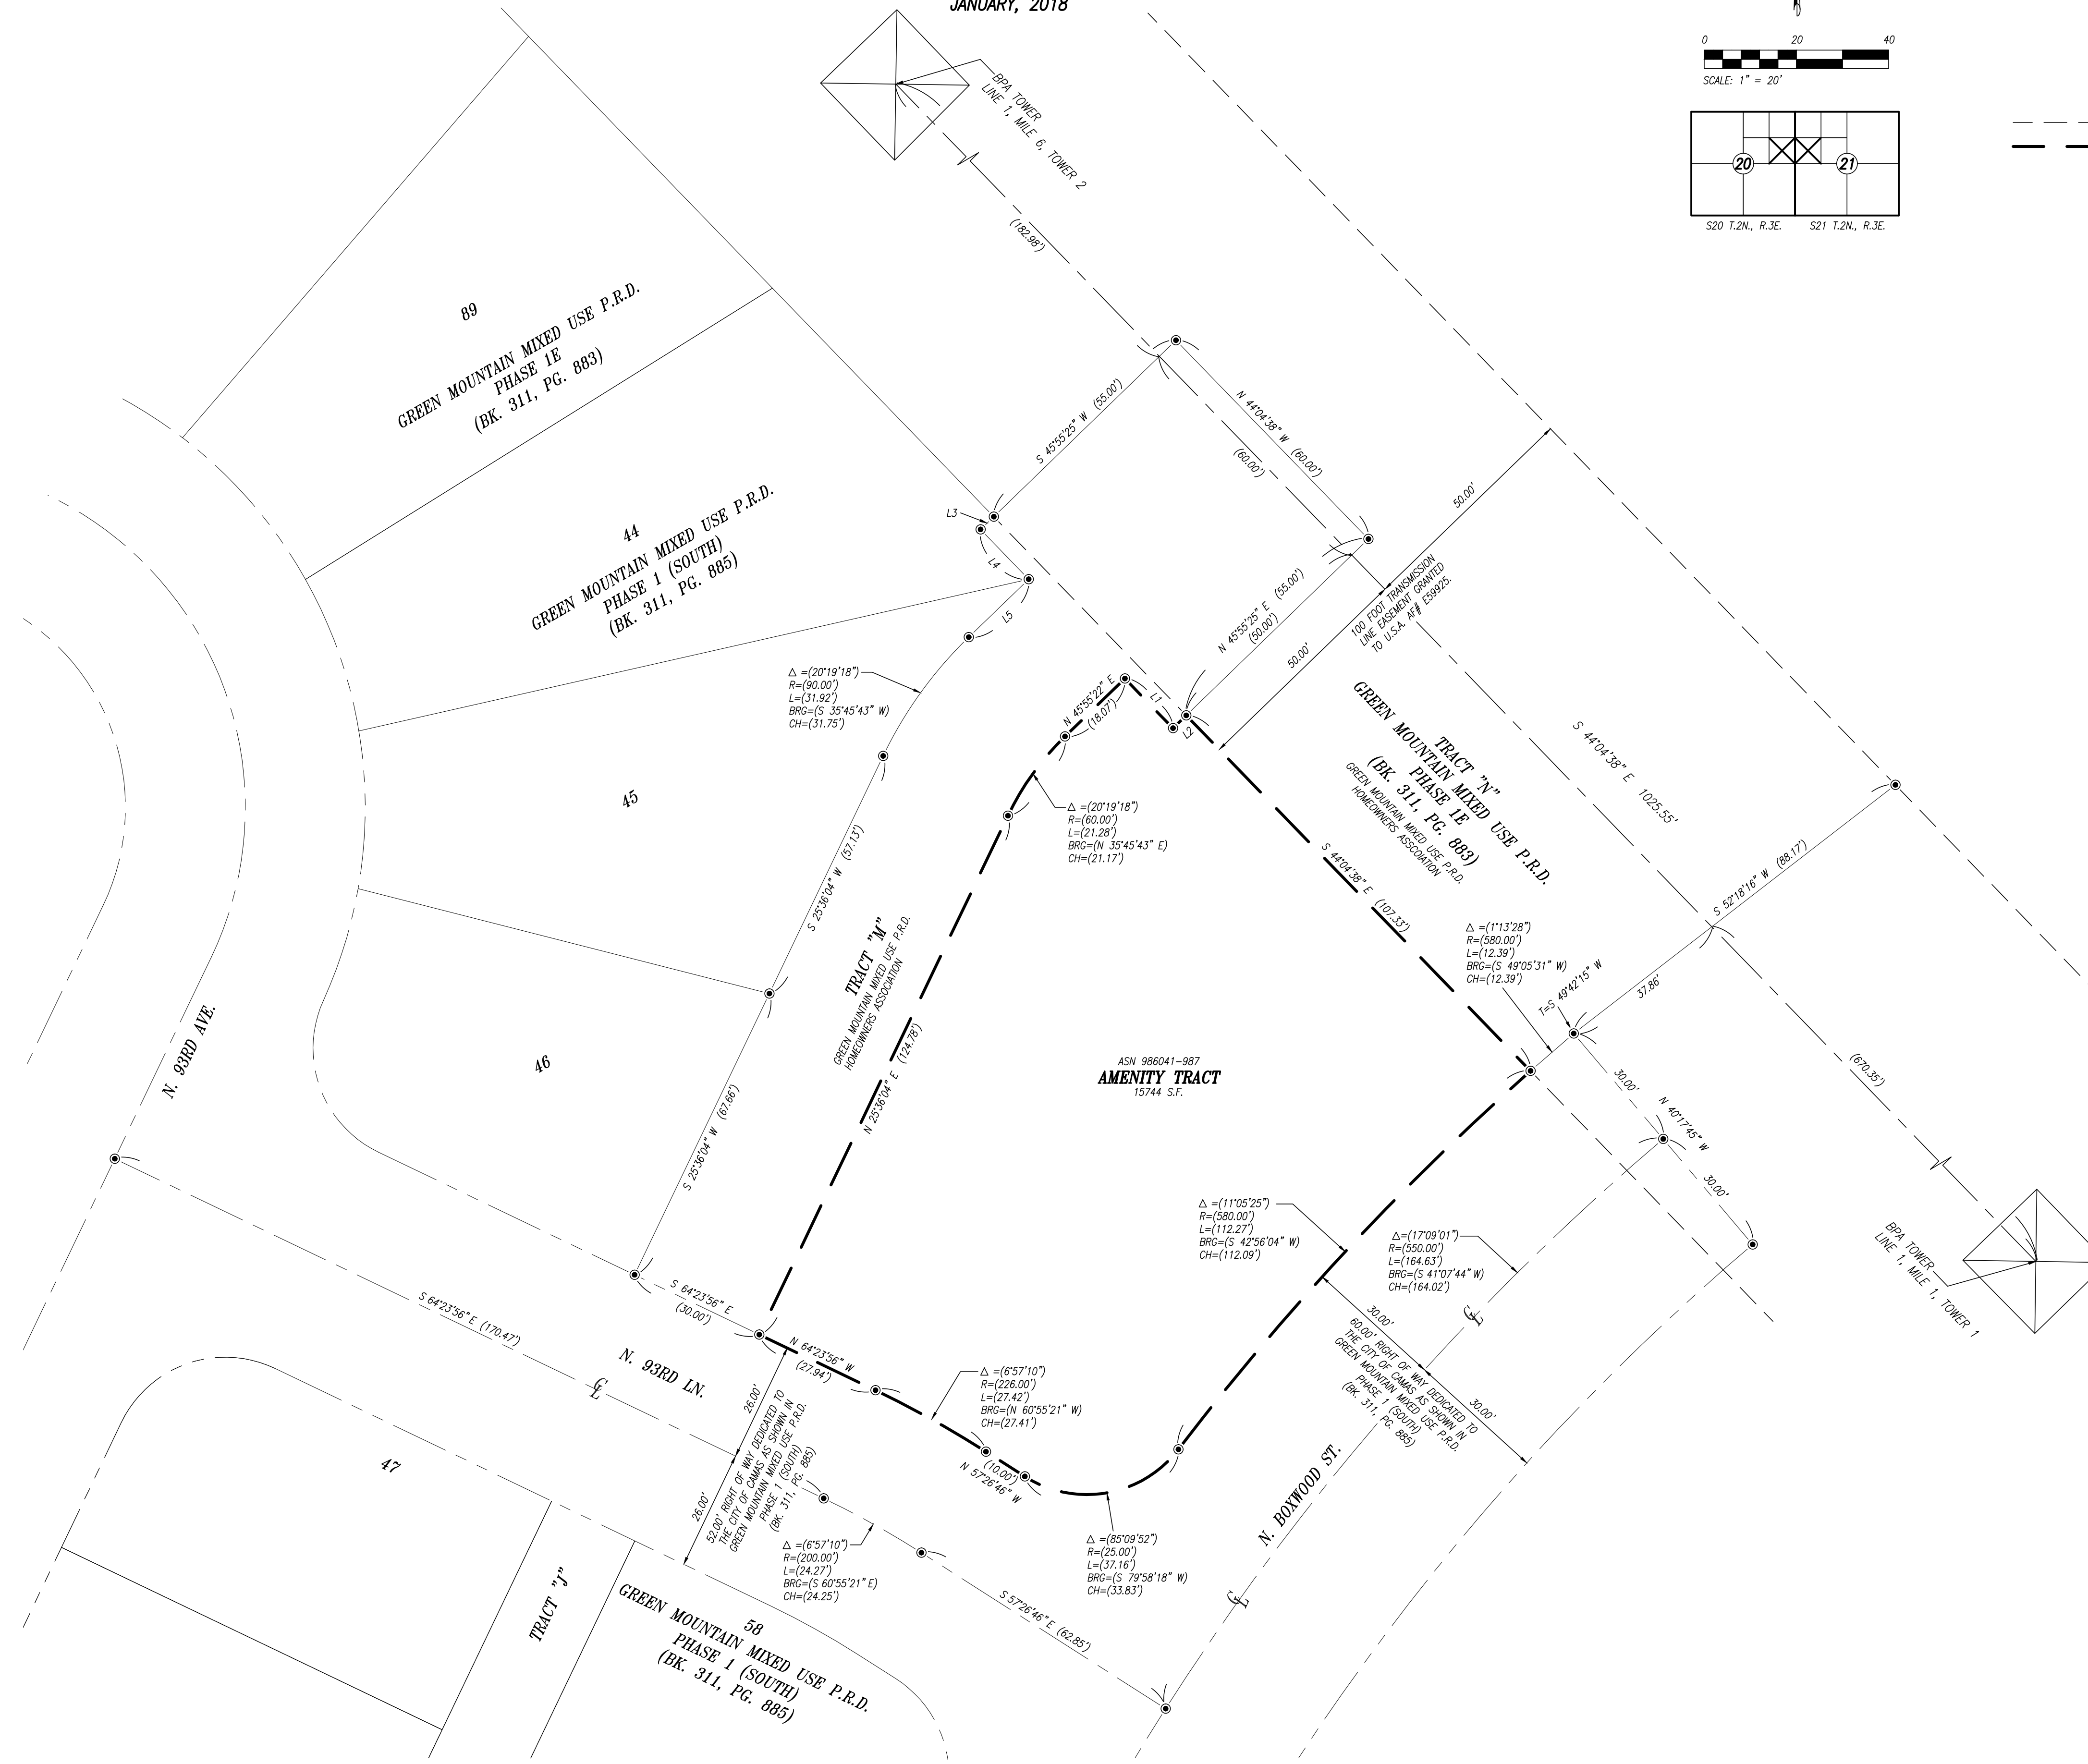 JANUARY, 2018
0 20 40
SCALE: 1" = 20'
20
21
S20 T.2N., R.3E.
S21 T.2N., R.3E.
BPA TOWER
LINE 1, MILE 6, TOWER 2
(182.98')
89
GREEN MOUNTAIN MIXED USE P.R.D.
PHASE 1E
(BK. 311, PG. 883)
44
GREEN MOUNTAIN MIXED USE P.R.D.
PHASE 1 (SOUTH)
(BK. 311, PG. 885)
S 45°55'25" W (55.00')
N 44°04'38" W (60.00')
(60.00')
L3
L4
L5
N 45°55'25" E (55.00')
(50.00')
50.00'
50.00'
100 FOOT TRANSMISSION
LINE EASEMENT GRANTED
TO U.S.A. AF# E59925.
Δ =(20°19'18")
R=(90.00')
L=(31.92')
BRG=(S 35°45'43" W)
CH=(31.75')
N 45°55'22" E
(18.07')
L1
L2
TRACT "N"
GREEN MOUNTAIN MIXED USE P.R.D.
PHASE 1E
(BK. 311, PG. 883)
GREEN MOUNTAIN MIXED USE P.R.D.
HOMEOWNERS ASSCOIATION
S 44°04'38" E 1025.55'
45
Δ =(20°19'18")
R=(60.00')
L=(21.28')
BRG=(N 35°45'43" E)
CH=(21.17')
S 25°36'04" W (57.13')
S 44°04'38" E (107.33')
S 52°18'16" W (88.17')
TRACT "M"
GREEN MOUNTAIN MIXED USE P.R.D.
HOMEOWNERS ASSOCIATION
Δ =(1°13'28")
R=(580.00')
L=(12.39')
BRG=(S 49°05'31" W)
CH=(12.39')
T=S 49°42'15" W
37.86'
N. 93RD AVE.
46
N 25°36'04" E (124.78')
ASN 986041-987
AMENITY TRACT
15744 S.F.
30.00'
N 40°17'45" W
30.00'
(670.35')
S 25°36'04" W (67.66')
BPA TOWER
LINE 1, MILE 1, TOWER 1
Δ =(11°05'25")
R=(580.00')
L=(112.27')
BRG=(S 42°56'04" W)
CH=(112.09')
Δ=(17°09'01")
R=(550.00')
L=(164.63')
BRG=(S 41°07'44" W)
CH=(164.02')
S 64°23'56" E (170.47')
S 64°23'56" E
(30.00')
N 64°23'56" W
(27.94')
N. 93RD LN.
CL
CL
30.00'
60.00' RIGHT OF WAY DEDICATED TO
THE CITY OF CAMAS AS SHOWN IN
GREEN MOUNTAIN MIXED USE P.R.D.
PHASE 1 (SOUTH)
(BK. 311, PG. 885)
30.00'
26.00'
26.00'
52.00' RIGHT OF WAY DEDICATED TO
THE CITY OF CAMAS AS SHOWN IN
GREEN MOUNTAIN MIXED USE P.R.D.
PHASE 1 (SOUTH)
(BK. 311, PG. 885)
Δ =(6°57'10")
R=(226.00')
L=(27.42')
BRG=(N 60°55'21" W)
CH=(27.41')
(10.00')
N 57°26'46" W
47
N. BOXWOOD ST.
CL
Δ =(6°57'10")
R=(200.00')
L=(24.27')
BRG=(S 60°55'21" E)
CH=(24.25')
Δ =(85°09'52")
R=(25.00')
L=(37.16')
BRG=(S 79°58'18" W)
CH=(33.83')
S 57°26'46" E (62.85')
TRACT "J"
58
GREEN MOUNTAIN MIXED USE P.R.D.
PHASE 1 (SOUTH)
(BK. 311, PG. 885)